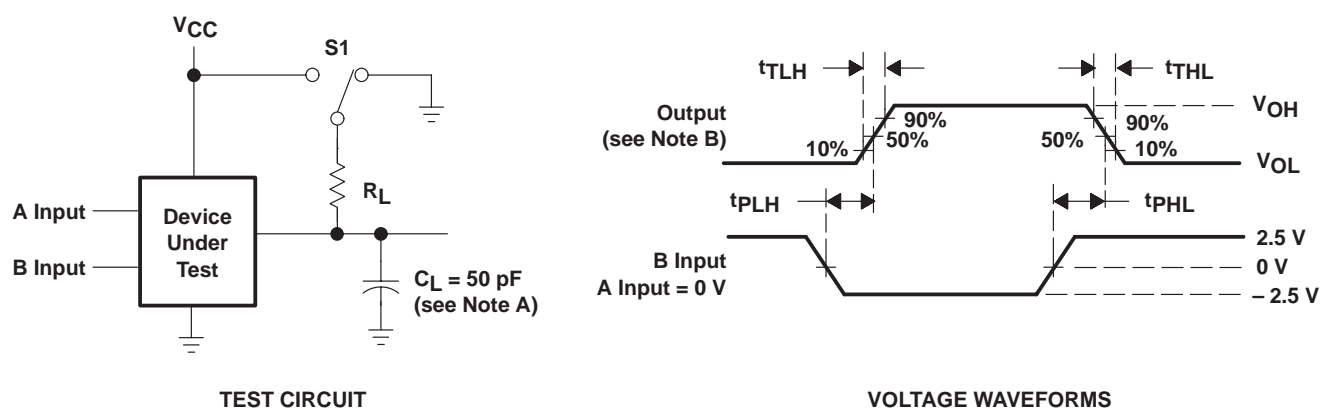 VCC
S1
RL
A Input
B Input
Device
Under
Test
CL = 50 pF
(see Note A)
TEST CIRCUIT
tTLH
tTHL
Output
(see Note B)
VOH
90%
90%
50%
50%
10%
10%
VOL
tPLH
tPHL
B Input
A Input = 0 V
2.5 V
0 V
– 2.5 V
VOLTAGE WAVEFORMS